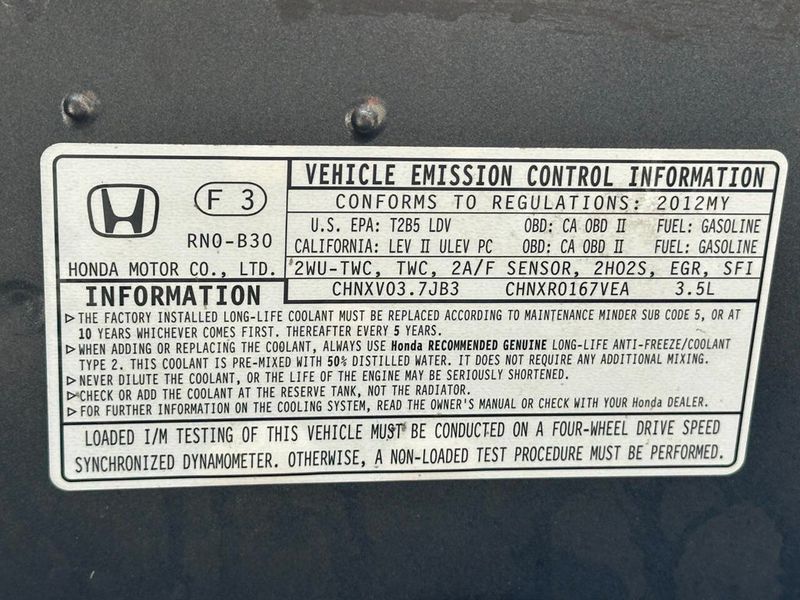 F 3
RN0-B30
HONDA MOTOR CO., LTD.
VEHICLE EMISSION CONTROL INFORMATION
CONFORMS TO REGULATIONS: 2012MY
U.S. EPA: T2B5 LDV OBD: CA OBD II FUEL: GASOLINE
CALIFORNIA: LEV II ULEV PC OBD: CA OBD II FUEL: GASOLINE
2WU-TWC, TWC, 2A/F SENSOR, 2HO2S, EGR, SFI
CHNXV03.7JB3 CHNXR0167VEA 3.5L
INFORMATION
▷THE FACTORY INSTALLED LONG-LIFE COOLANT MUST BE REPLACED ACCORDING TO MAINTENANCE MINDER SUB CODE 5, OR AT
10 YEARS WHICHEVER COMES FIRST. THEREAFTER EVERY 5 YEARS.
▷WHEN ADDING OR REPLACING THE COOLANT, ALWAYS USE Honda RECOMMENDED GENUINE LONG-LIFE ANTI-FREEZE/COOLANT
TYPE 2. THIS COOLANT IS PRE-MIXED WITH 50% DISTILLED WATER. IT DOES NOT REQUIRE ANY ADDITIONAL MIXING.
▷NEVER DILUTE THE COOLANT, OR THE LIFE OF THE ENGINE MAY BE SERIOUSLY SHORTENED.
▷CHECK OR ADD THE COOLANT AT THE RESERVE TANK, NOT THE RADIATOR.
▷FOR FURTHER INFORMATION ON THE COOLING SYSTEM, READ THE OWNER'S MANUAL OR CHECK WITH YOUR Honda DEALER.
LOADED I/M TESTING OF THIS VEHICLE MUST BE CONDUCTED ON A FOUR-WHEEL DRIVE SPEED
SYNCHRONIZED DYNAMOMETER. OTHERWISE, A NON-LOADED TEST PROCEDURE MUST BE PERFORMED.